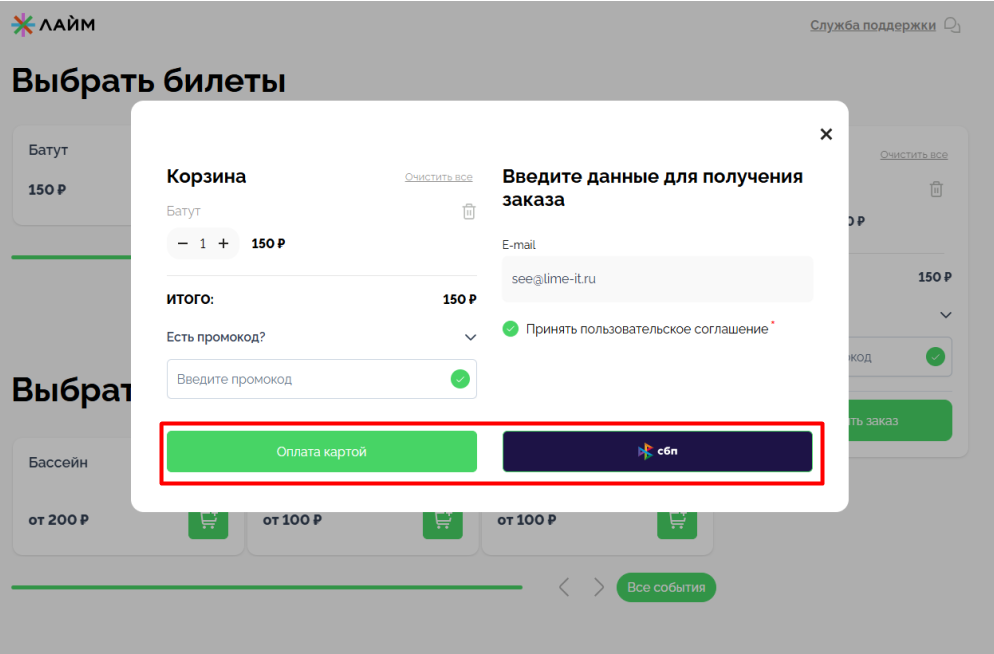 ЛАЙМ
Служба поддержки
Выбрать билеты
Батут
150 ₽
Очистить все
150 ₽
Корзина
Очистить все
Батут
− 1 +
150 ₽
ИТОГО:
150 ₽
Есть промокод?
Введите промокод
Введите данные для получения
заказа
E-mail
see@lime-it.ru
Принять пользовательское соглашение *
Оплата картой
сбп
заказ
Бассейн
от 200 ₽
от 100 ₽
от 100 ₽
Все события